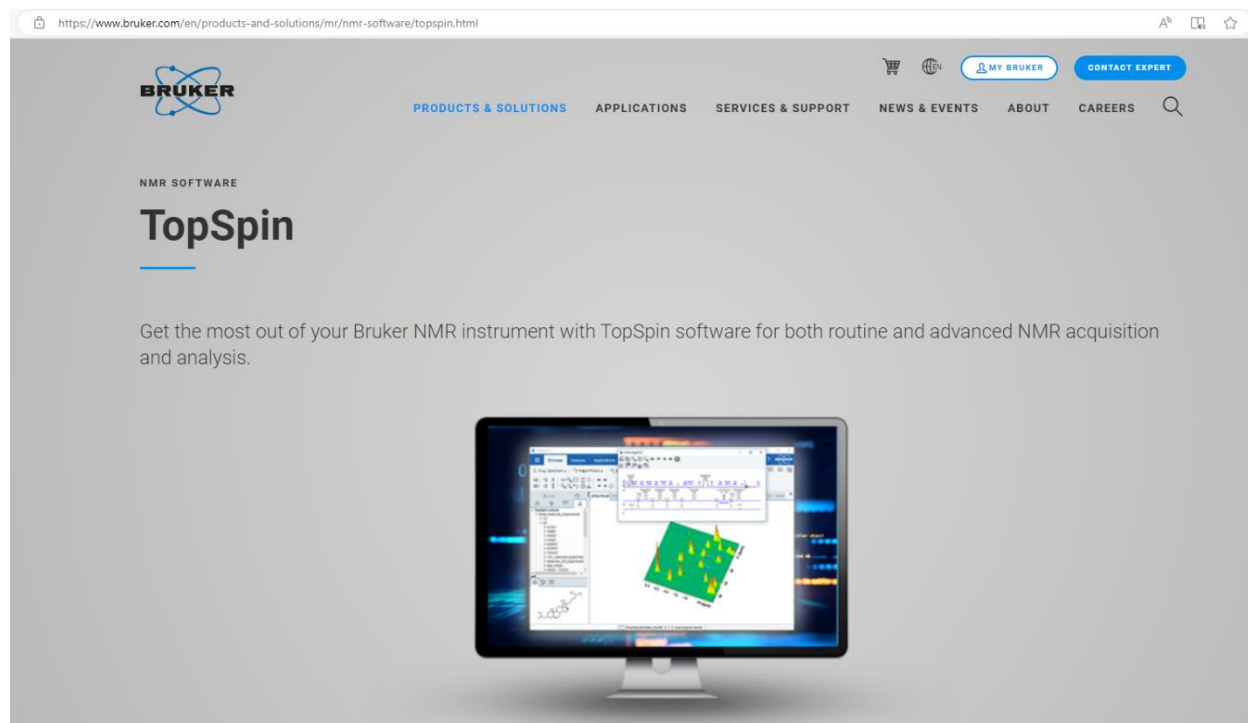 https://www.bruker.com/en/products-and-solutions/mr/nmr-software/topspin.html
BRUKER
EN
MY BRUKER
CONTACT EXPERT
PRODUCTS & SOLUTIONS
APPLICATIONS
SERVICES & SUPPORT
NEWS & EVENTS
ABOUT
CAREERS
NMR SOFTWARE
TopSpin
Get the most out of your Bruker NMR instrument with TopSpin software for both routine and advanced NMR acquisition
and analysis.